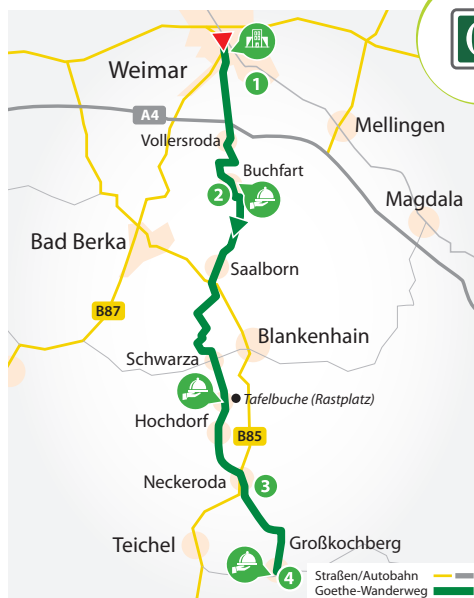 Weimar
1
A4
Mellingen
Vollersroda
Buchfart
2
Magdala
Bad Berka
Saalborn
B87
Blankenhain
Schwarza
Tafelbuche (Rastplatz)
Hochdorf
B85
Neckeroda
3
Teichel
Großkochberg
4
Straßen/Autobahn
Goethe-Wanderweg